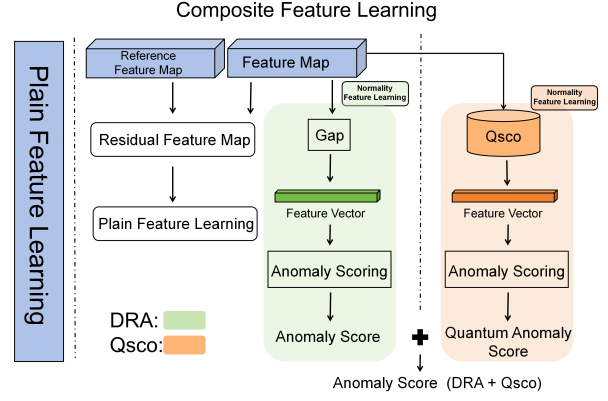 Composite Feature Learning
Plain Feature Learning
Reference
Feature Map
Feature Map
Normality
Feature Learning
Normality
Feature Learning
Residual Feature Map
Gap
Qsco
Plain Feature Learning
Feature Vector
Feature Vector
Anomaly Scoring
Anomaly Scoring
DRA:
Qsco:
Anomaly Score
+
Quantum Anomaly
Score
Anomaly Score (DRA + Qsco)